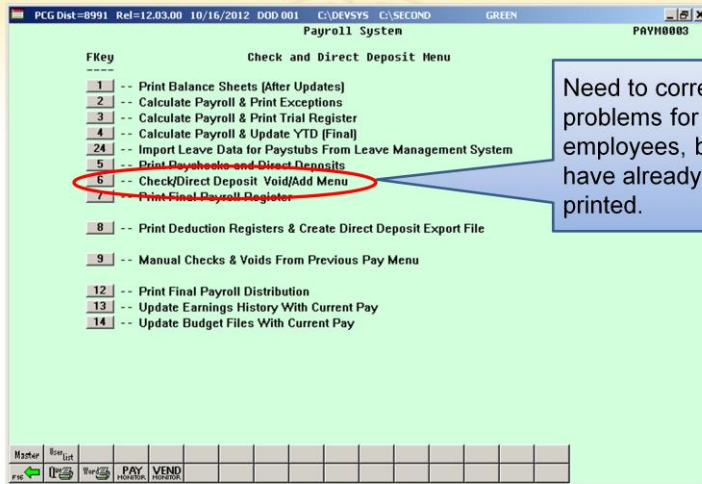 PCG Dist=8991 Rel=12.03.00 10/16/2012 DOD 001 C:\DEVSYS C:\SECOND GREEN
Payroll System PAYM0003
FKey Check and Direct Deposit Menu
----
1 -- Print Balance Sheets (After Updates)
2 -- Calculate Payroll & Print Exceptions
3 -- Calculate Payroll & Print Trial Register
4 -- Calculate Payroll & Update YTD (Final)
24 -- Import Leave Data for Paystubs From Leave Management System
5 -- Print Paychecks and Direct Deposits
6 -- Check/Direct Deposit Void/Add Menu
7 -- Print Final Payroll Register
8 -- Print Deduction Registers & Create Direct Deposit Export File
9 -- Manual Checks & Voids From Previous Pay Menu
12 -- Print Final Payroll Distribution
13 -- Update Earnings History With Current Pay
14 -- Update Budget Files With Current Pay
Need to corre
problems for
employees, b
have already
printed.
Master User list
F16 Que Word PAY MONITOR VEND MONITOR